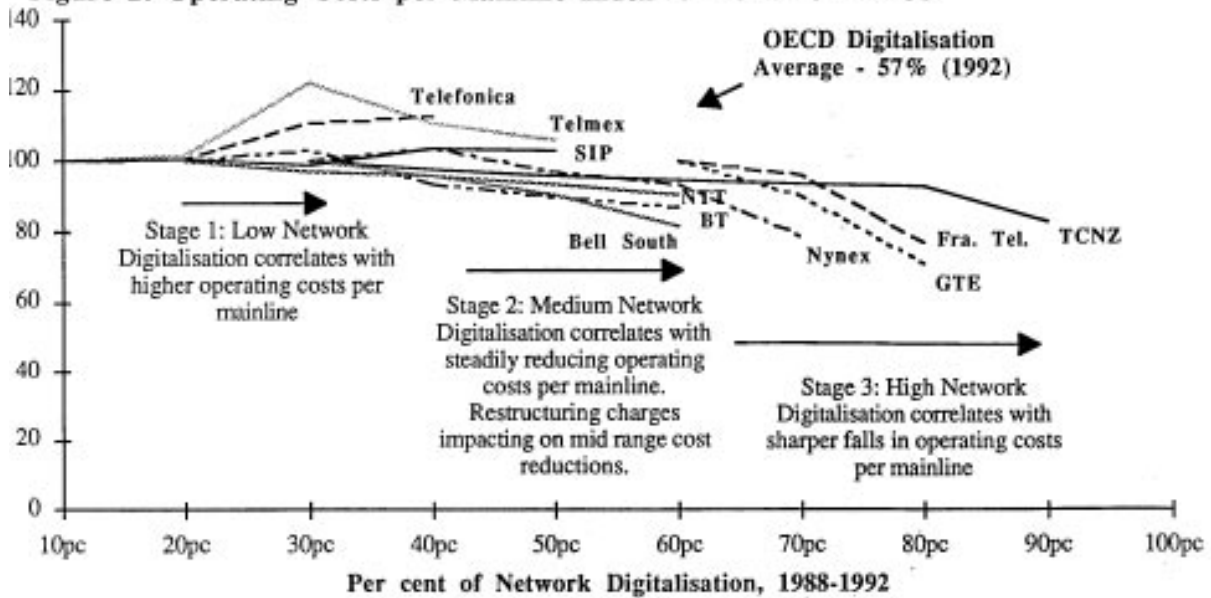 140
120
100
80
60
40
20
0
OECD Digitalisation
Average - 57% (1992)
Telefonica
Telmex
SIP
NYT
BT
Bell South
Nynex
Fra. Tel.
TCNZ
GTE
Stage 1: Low Network
Digitalisation correlates with
higher operating costs per
mainline
Stage 2: Medium Network
Digitalisation correlates with
steadily reducing operating
costs per mainline.
Restructuring charges
impacting on mid range cost
reductions.
Stage 3: High Network
Digitalisation correlates with
sharper falls in operating costs
per mainline
10pc 20pc 30pc 40pc 50pc 60pc 70pc 80pc 90pc 100pc
Per cent of Network Digitalisation, 1988-1992